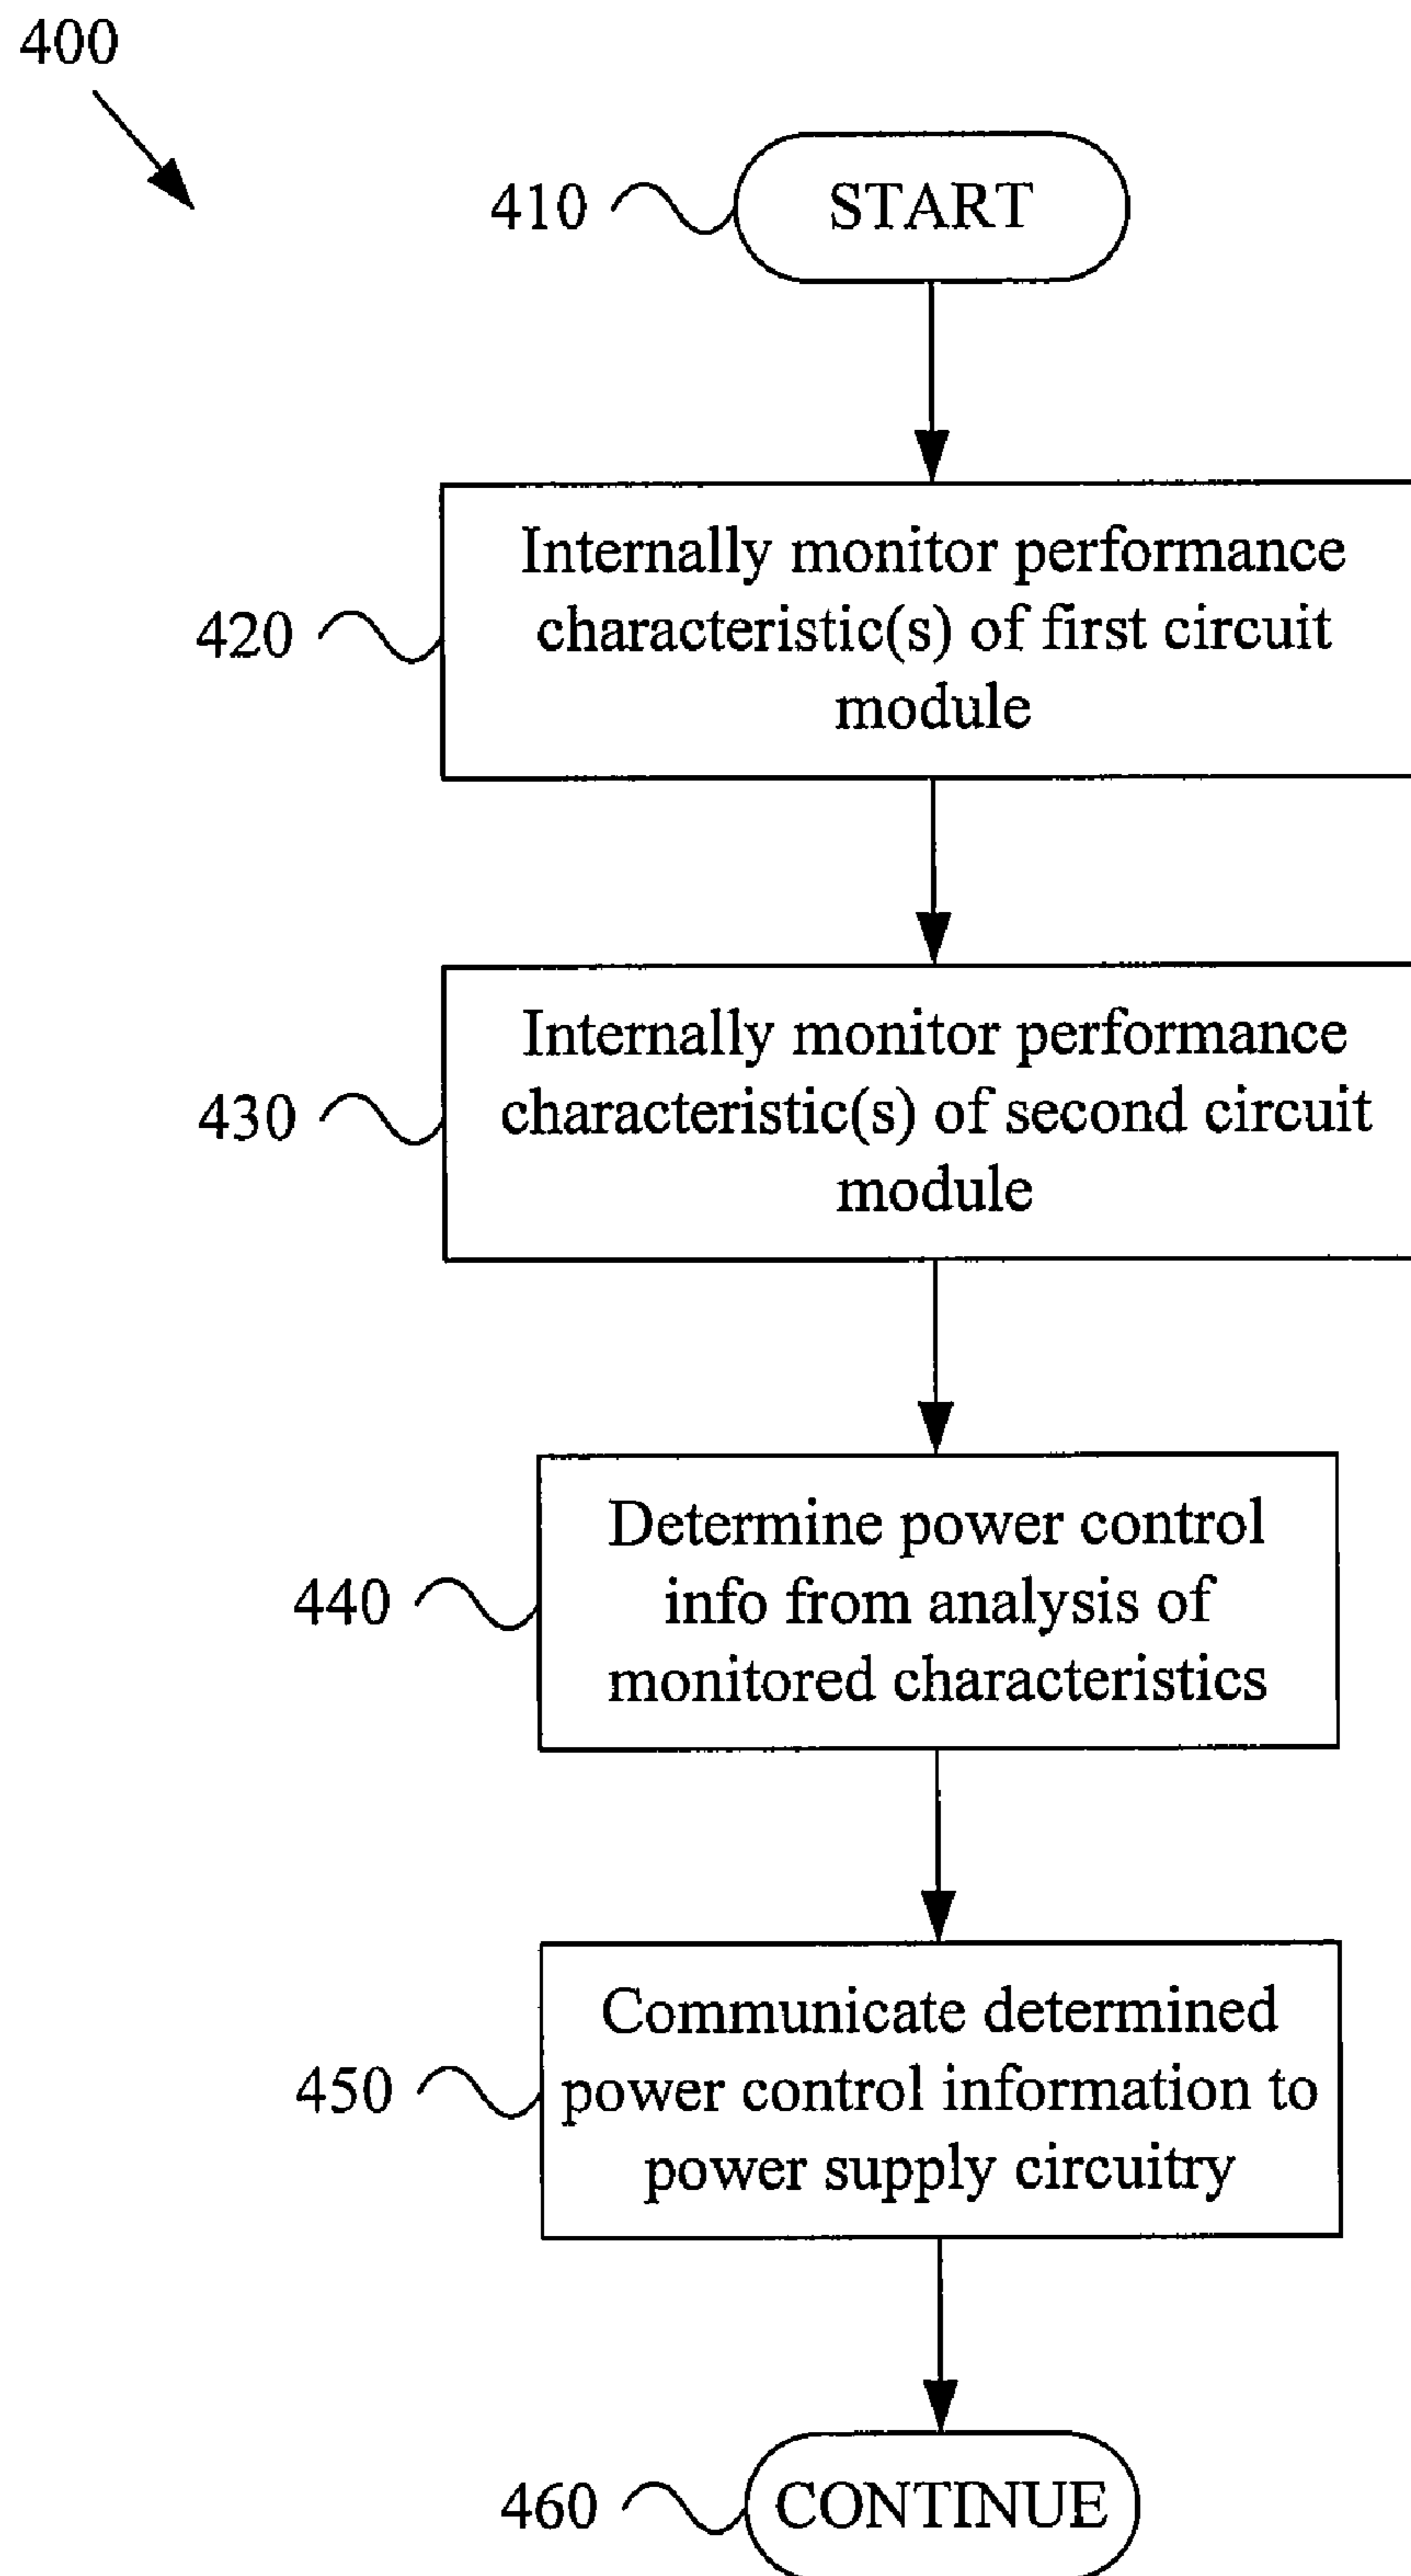 400
410
START
420
Internally monitor performance
characteristic(s) of first circuit
module
430
Internally monitor performance
characteristic(s) of second circuit
module
440
Determine power control
info from analysis of
monitored characteristics
450
Communicate determined
power control information to
power supply circuitry
460
CONTINUE